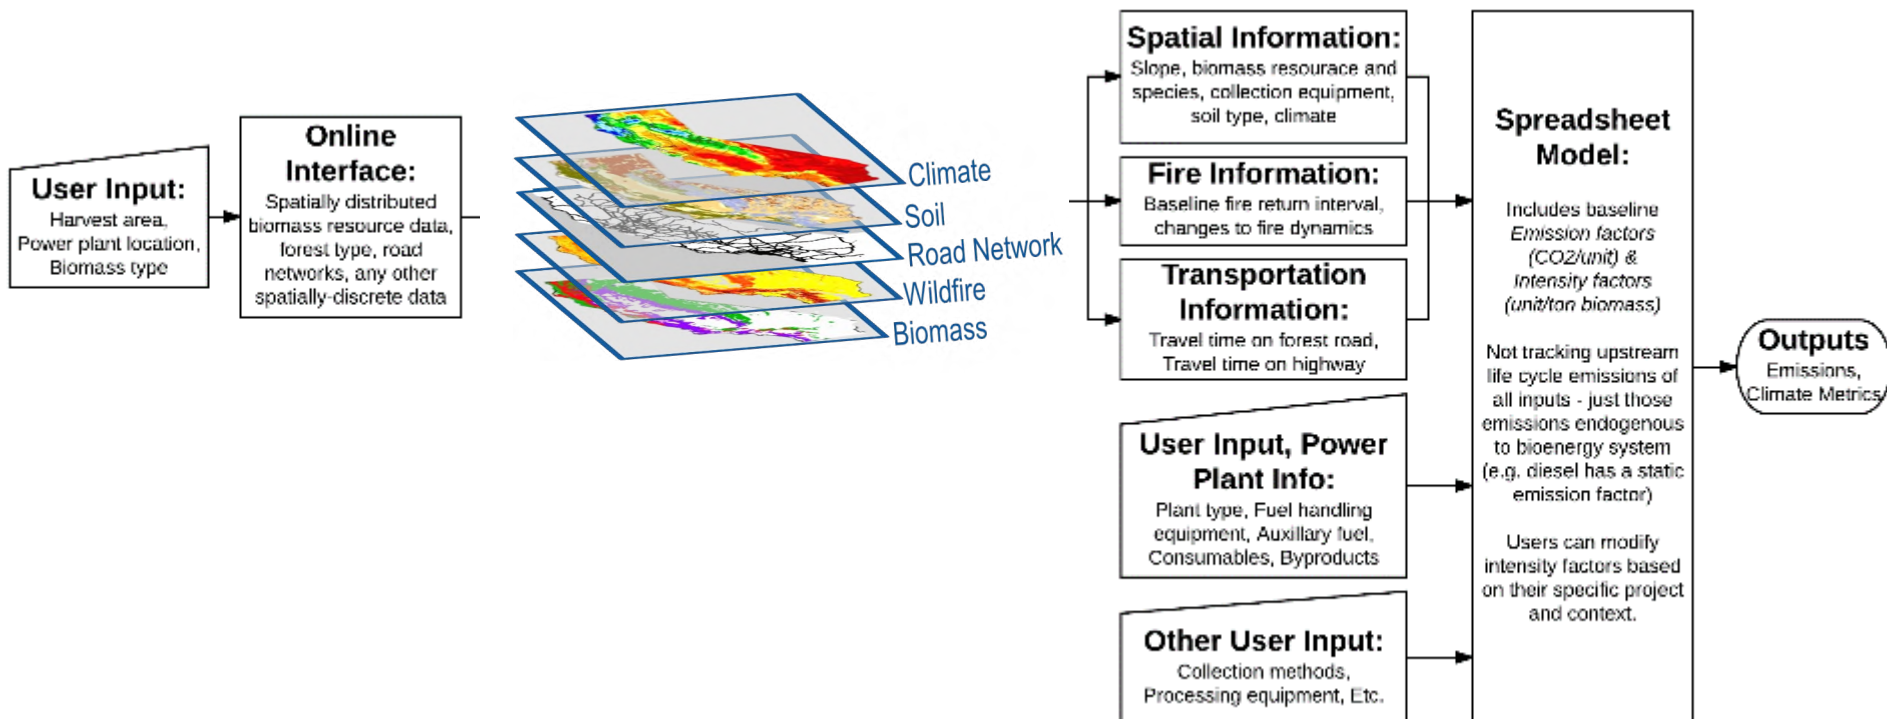 User Input:
Harvest area,
Power plant location,
Biomass type
Online
Interface:
Spatially distributed
biomass resource data,
forest type, road
networks, any other
spatially-discrete data
Climate
Soil
Road Network
Wildfire
Biomass
Spatial Information:
Slope, biomass resourace and
species, collection equipment,
soil type, climate
Fire Information:
Baseline fire return interval,
changes to fire dynamics
Transportation
Information:
Travel time on forest road,
Travel time on highway
User Input, Power
Plant Info:
Plant type, Fuel handling
equipment, Auxillary fuel,
Consumables, Byproducts
Other User Input:
Collection methods,
Processing equipment, Etc.
Spreadsheet
Model:
Includes baseline
Emission factors
(CO2/unit) &
Intensity factors
(unit/ton biomass)
Not tracking upstream
life cycle emissions of
all inputs - just those
emissions endogenous
to bioenergy system
(e.g. diesel has a static
emission factor)
Users can modify
intensity factors based
on their specific project
and context.
Outputs
Emissions,
Climate Metrics